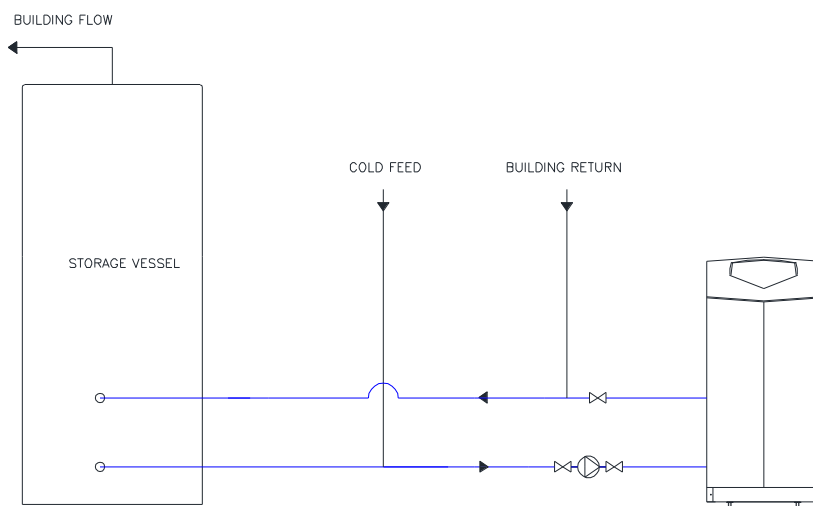 BUILDING FLOW
COLD FEED
BUILDING RETURN
STORAGE VESSEL